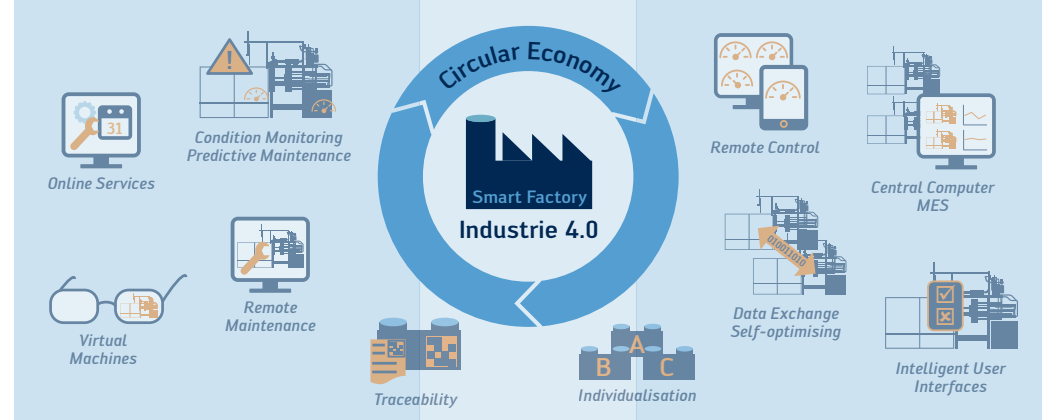 Circular Economy
Smart Factory
Industrie 4.0
!
Condition Monitoring
Predictive Maintenance
31
Online Services
Remote
Maintenance
Virtual
Machines
Traceability
A
B C
Individualisation
Remote Control
Central Computer
MES
010011010
Data Exchange
Self-optimising
Intelligent User
Interfaces